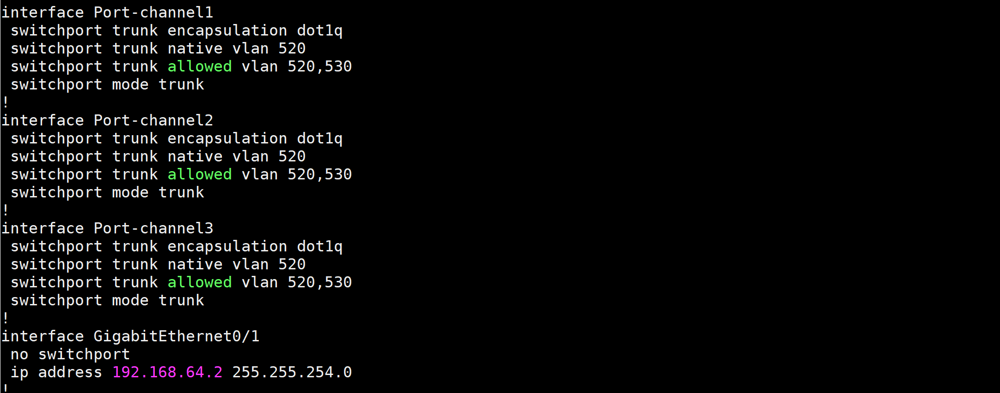 interface Port-channel1
 switchport trunk encapsulation dot1q
 switchport trunk native vlan 520
 switchport trunk allowed vlan 520,530
 switchport mode trunk
!
interface Port-channel2
 switchport trunk encapsulation dot1q
 switchport trunk native vlan 520
 switchport trunk allowed vlan 520,530
 switchport mode trunk
!
interface Port-channel3
 switchport trunk encapsulation dot1q
 switchport trunk native vlan 520
 switchport trunk allowed vlan 520,530
 switchport mode trunk
!
interface GigabitEthernet0/1
 no switchport
 ip address 192.168.64.2 255.255.254.0
!